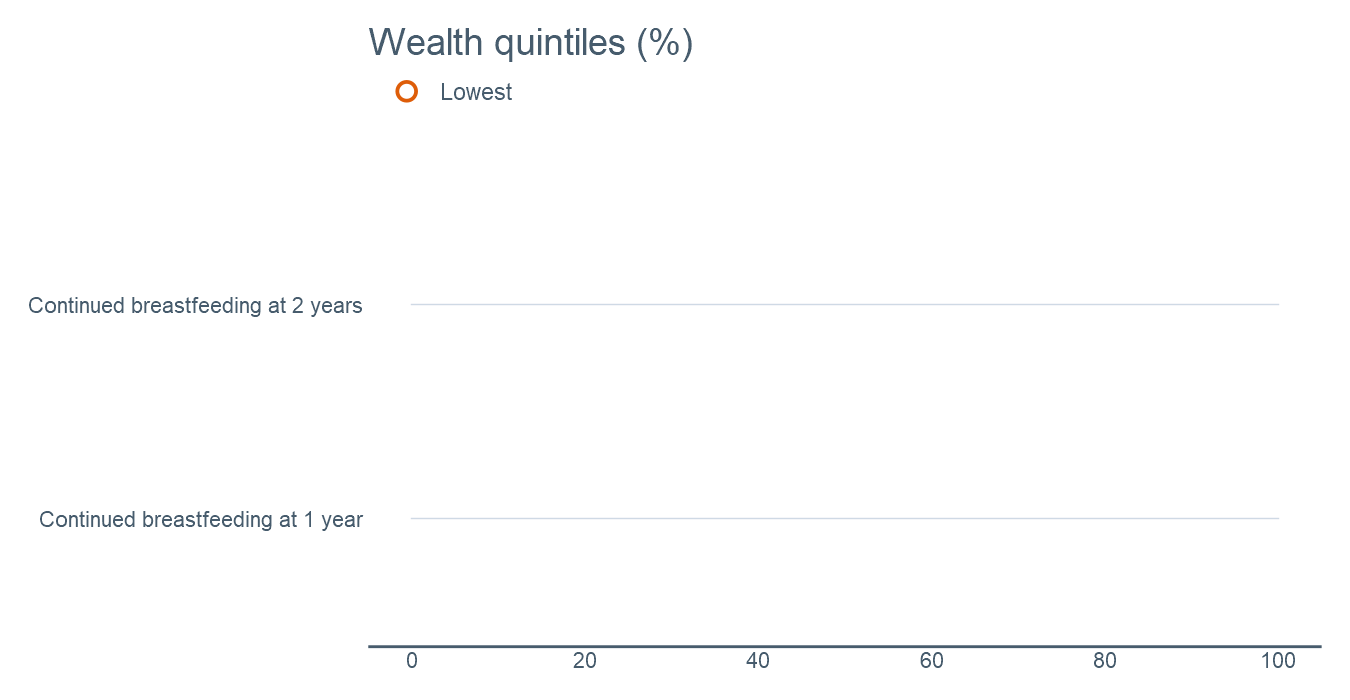 Wealth quintiles (%)
Lowest
Continued breastfeeding at 2 years
Continued breastfeeding at 1 year
0 20 40 60 80 100